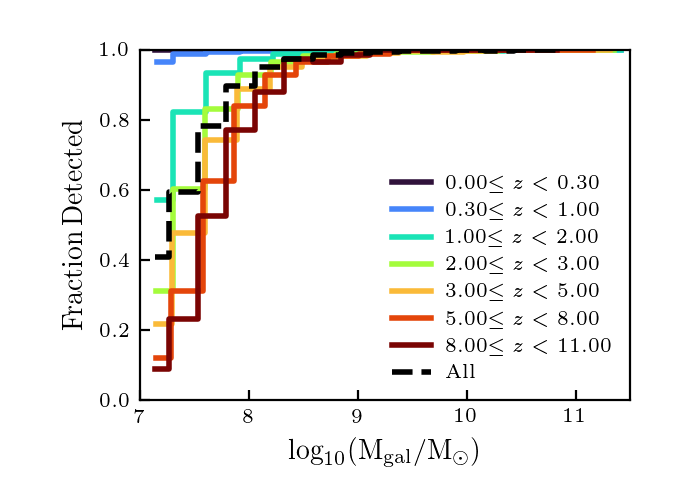 1.0
0.8
0.6
0.4
0.2
0.0
Fraction Detected
0.00≤ z < 0.30
0.30≤ z < 1.00
1.00≤ z < 2.00
2.00≤ z < 3.00
3.00≤ z < 5.00
5.00≤ z < 8.00
8.00≤ z < 11.00
All
7 8 9 10 11
log₁₀(M_gal/M_⊙)